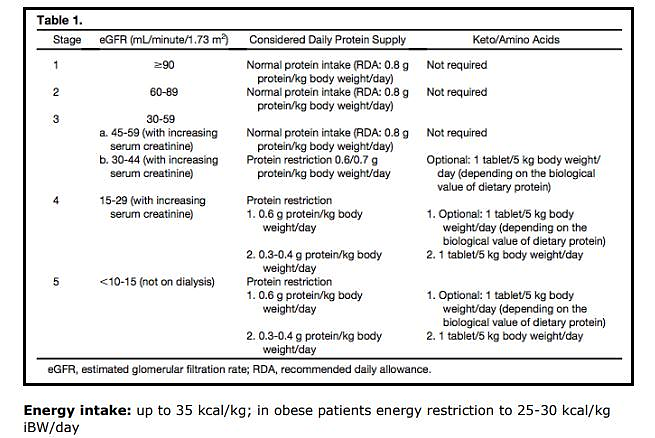 Table 1.
Stage eGFR (mL/minute/1.73 m²) Considered Daily Protein Supply Keto/Amino Acids
1 ≥90 Normal protein intake (RDA: 0.8 g Not required
protein/kg body weight/day)
2 60-89 Normal protein intake (RDA: 0.8 g Not required
protein/kg body weight/day)
3 30-59
a. 45-59 (with increasing Normal protein intake (RDA: 0.8 g Not required
serum creatinine) protein/kg body weight/day)
b. 30-44 (with increasing Protein restriction 0.6/0.7 g Optional: 1 tablet/5 kg body weight/
serum creatinine) protein/kg body weight/day day (depending on the biological
value of dietary protein)
4 15-29 (with increasing Protein restriction
serum creatinine) 1. 0.6 g protein/kg body 1. Optional: 1 tablet/5 kg body
weight/day) weight/day (depending on the
biological value of dietary protein)
2. 0.3-0.4 g protein/kg body 2. 1 tablet/5 kg body weight/day
weight/day)
5 <10-15 (not on dialysis) Protein restriction
1. 0.6 g protein/kg body 1. Optional: 1 tablet/5 kg body
weight/day) weight/day (depending on the
biological value of dietary protein)
2. 0.3-0.4 g protein/kg body 2. 1 tablet/5 kg body weight/day
weight/day)
eGFR, estimated glomerular filtration rate; RDA, recommended daily allowance.
Energy intake: up to 35 kcal/kg; in obese patients energy restriction to 25-30 kcal/kg
iBW/day